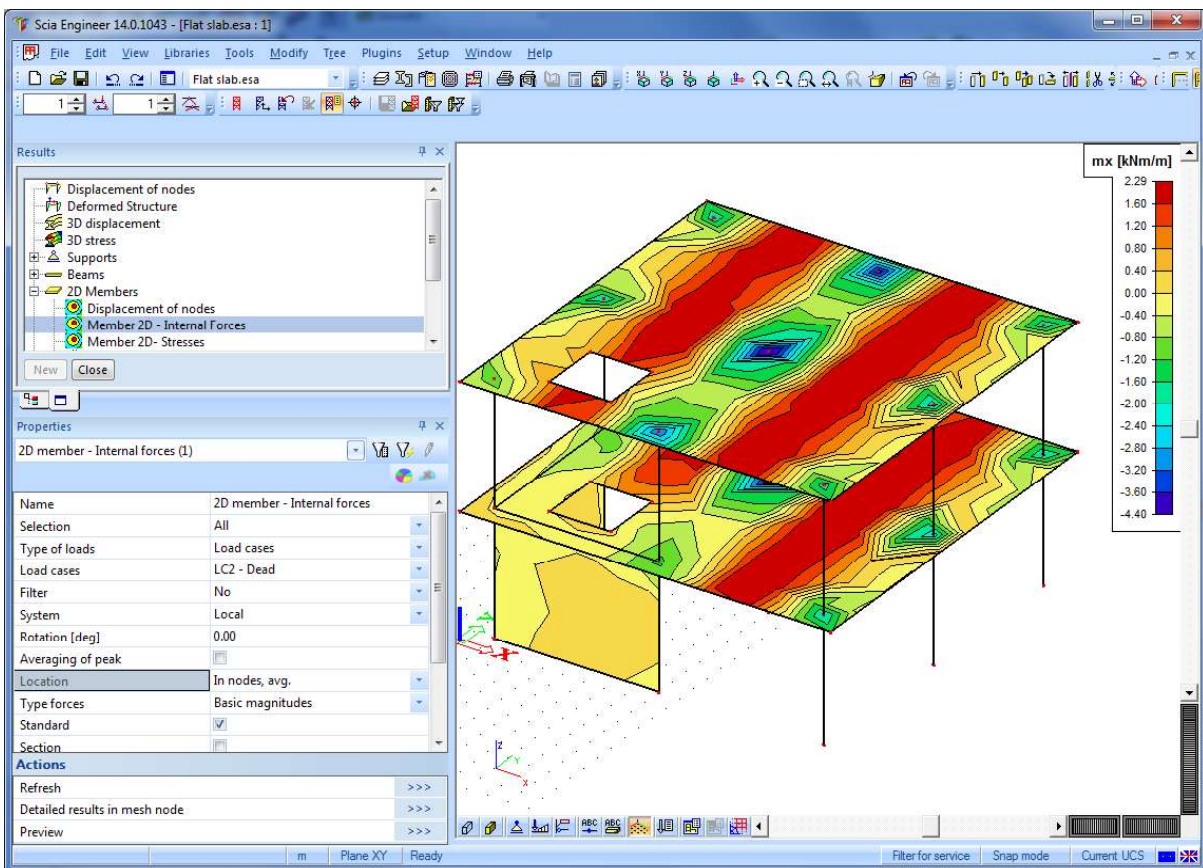 Scia Engineer 14.0.1043 - [Flat slab.esa : 1]
File Edit View Libraries Tools Modify Tree Plugins Setup Window Help
Flat slab.esa
1 1
Results
Displacement of nodes
Deformed Structure
3D displacement
3D stress
Supports
Beams
2D Members
Displacement of nodes
Member 2D - Internal Forces
Member 2D- Stresses
New Close
Properties
2D member - Internal forces (1)
Name 2D member - Internal forces
Selection All
Type of loads Load cases
Load cases LC2 - Dead
Filter No
System Local
Rotation [deg] 0.00
Averaging of peak
Location In nodes, avg.
Type forces Basic magnitudes
Standard
Section
Actions
Refresh >>>
Detailed results in mesh node >>>
Preview >>>
mx [kNm/m]
2.29
1.60
1.20
0.80
0.40
0.00
-0.40
-0.80
-1.20
-1.60
-2.00
-2.40
-2.80
-3.20
-3.60
-4.40
X
Z
Y
X
ABC ABC
m Plane XY Ready Filter for service Snap mode Current UCS